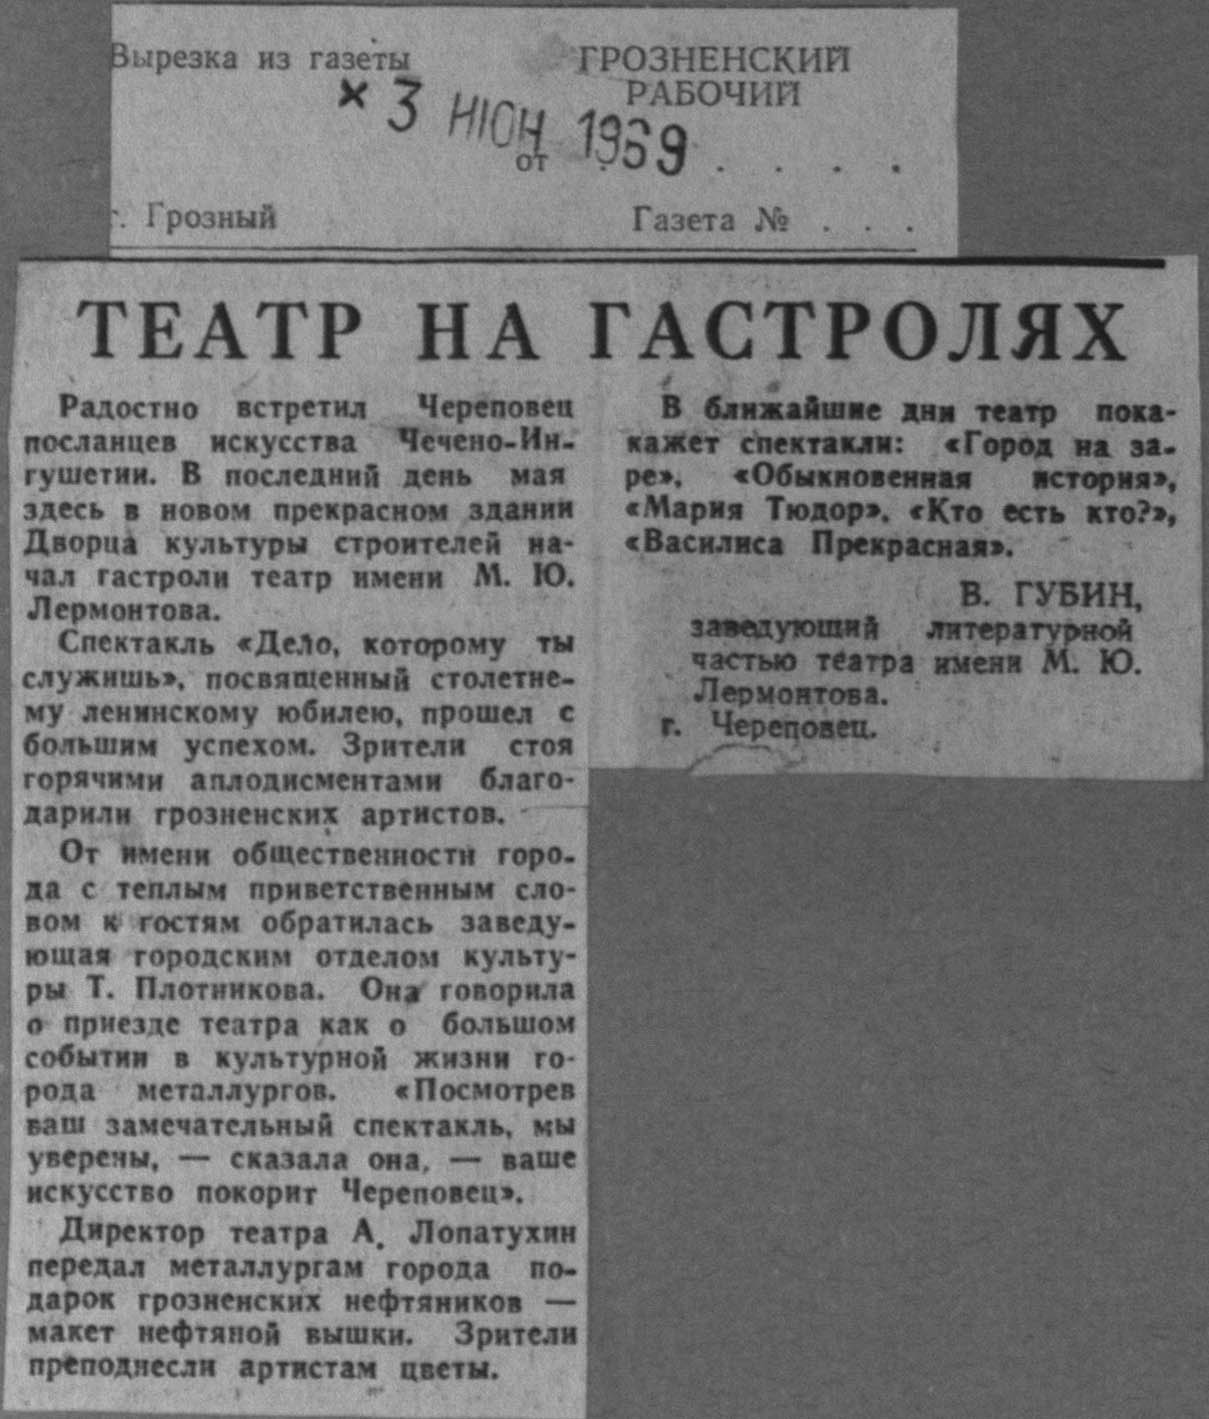 Вырезка из газеты
ГРОЗНЕНСКИЙ
РАБОЧИЙ
× 3 ИЮН 1969
от . . . . .
г. Грозный
Газета № . . .
ТЕАТР НА ГАСТРОЛЯХ
Радостно встретил Череповец
посланцев искусства Чечено-Ин-
гушетии. В последний день мая
здесь в новом прекрасном здании
Дворца культуры строителей на-
чал гастроли театр имени М. Ю.
Лермонтова.
Спектакль «Дело, которому ты
служишь», посвященный столетне-
му ленинскому юбилею, прошел с
большим успехом. Зрители стоя
горячими аплодисментами благо-
дарили грозненских артистов.
От имени общественности горо-
да с теплым приветственным сло-
вом к гостям обратилась заведу-
ющая городским отделом культу-
ры Т. Плотникова. Она говорила
о приезде театра как о большом
событии в культурной жизни го-
рода металлургов. «Посмотрев
ваш замечательный спектакль, мы
уверены, — сказала она, — ваше
искусство покорит Череповец».
Директор театра А. Лопатухин
передал металлургам города по-
дарок грозненских нефтяников —
макет нефтяной вышки. Зрители
преподнесли артистам цветы.
В ближайшие дни театр пока-
кажет спектакли: «Город на за-
ре», «Обыкновенная история»,
«Мария Тюдор», «Кто есть кто?»,
«Василиса Прекрасная».
В. ГУБИН,
заведующий литературной
частью театра имени М. Ю.
Лермонтова.
г. Череповец.